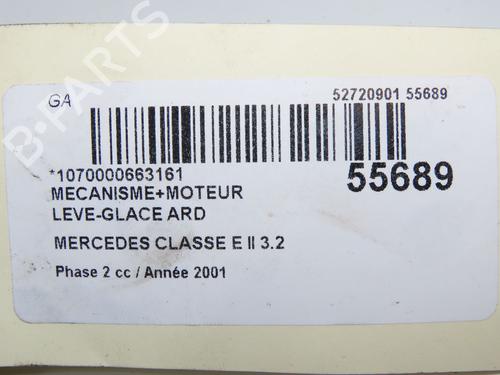 B-PARTS
GA
52720901 55689
*1070000663161
55689
MECANISME+MOTEUR
LEVE-GLACE ARD
MERCEDES CLASSE E II 3.2
Phase 2 cc / Année 2001